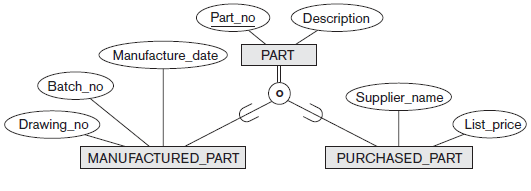 Part_no
Description
Manufacture_date
PART
Batch_no
o
Supplier_name
Drawing_no
List_price
MANUFACTURED_PART
PURCHASED_PART